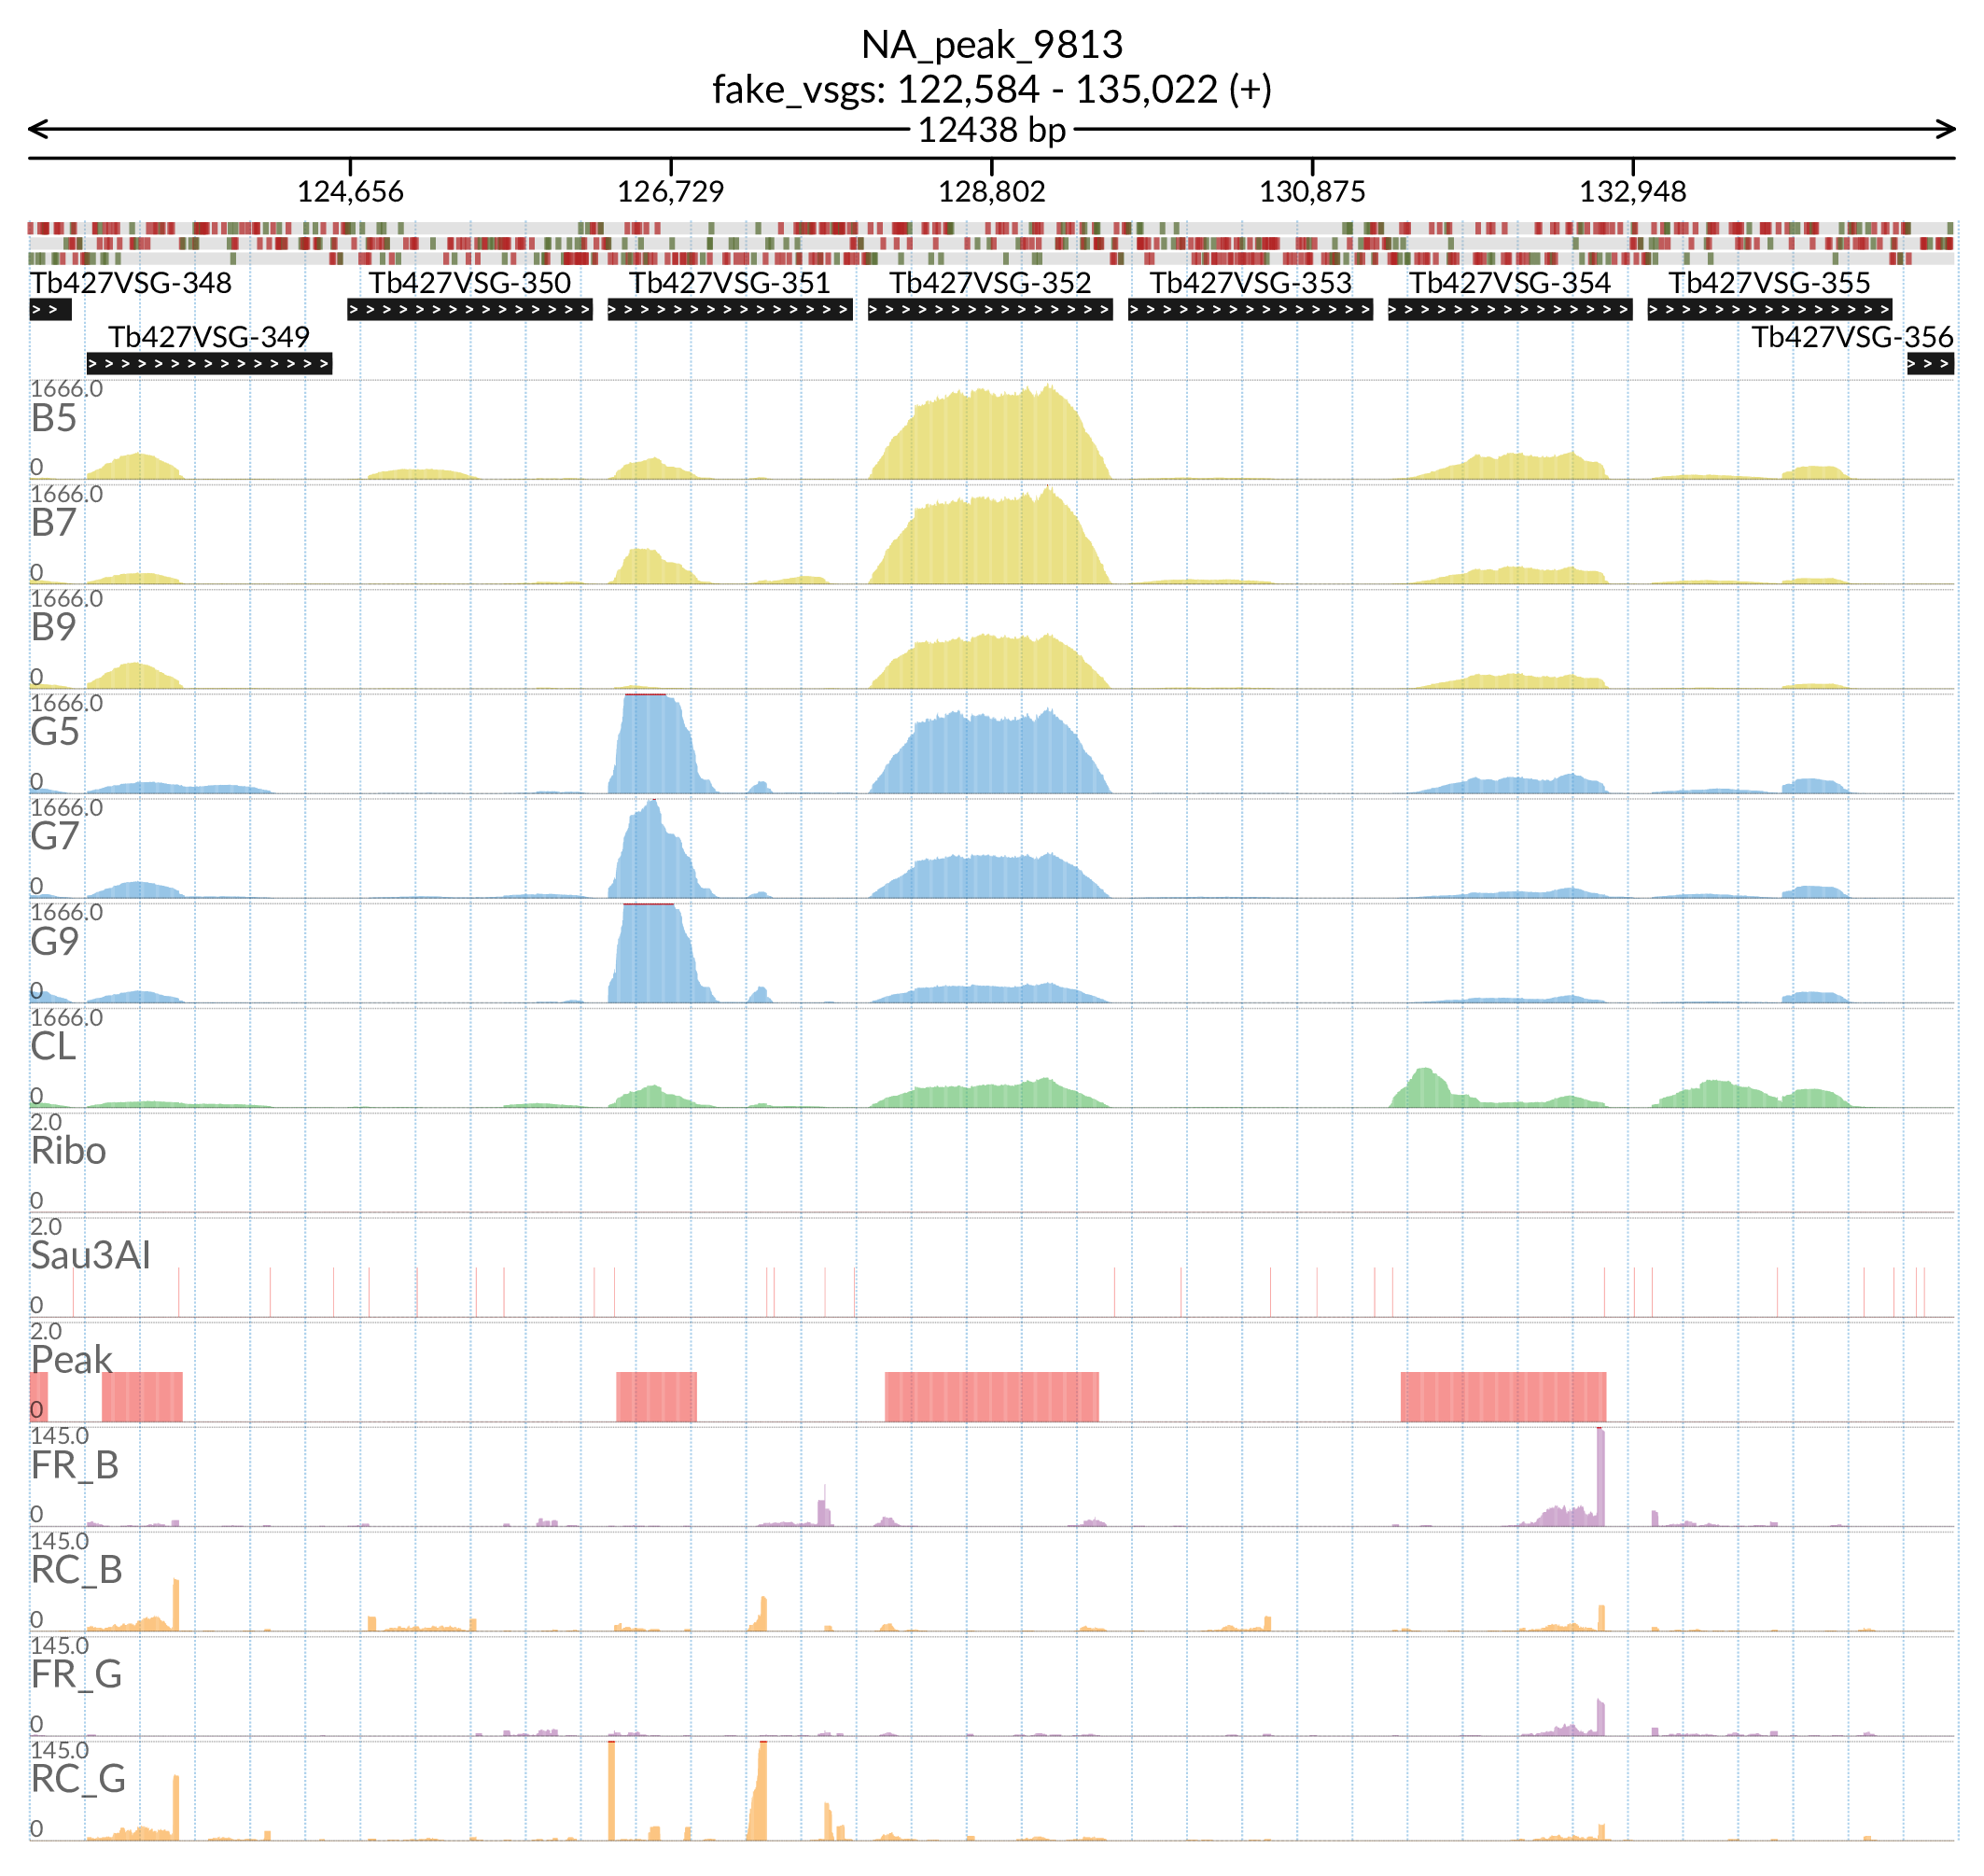 NA_peak_9813
fake_vsgs: 122,584 - 135,022 (+)
12438 bp
124,656 126,729 128,802 130,875 132,948
Tb427VSG-348 Tb427VSG-350 Tb427VSG-351 Tb427VSG-352 Tb427VSG-353 Tb427VSG-354 Tb427VSG-355
Tb427VSG-349 Tb427VSG-356
1666.0
B5
0
1666.0
B7
0
1666.0
B9
0
1666.0
G5
0
1666.0
G7
0
1666.0
G9
0
1666.0
CL
0
2.0
Ribo
0
2.0
Sau3AI
0
2.0
Peak
0
145.0
FR_B
0
145.0
RC_B
0
145.0
FR_G
0
145.0
RC_G
0